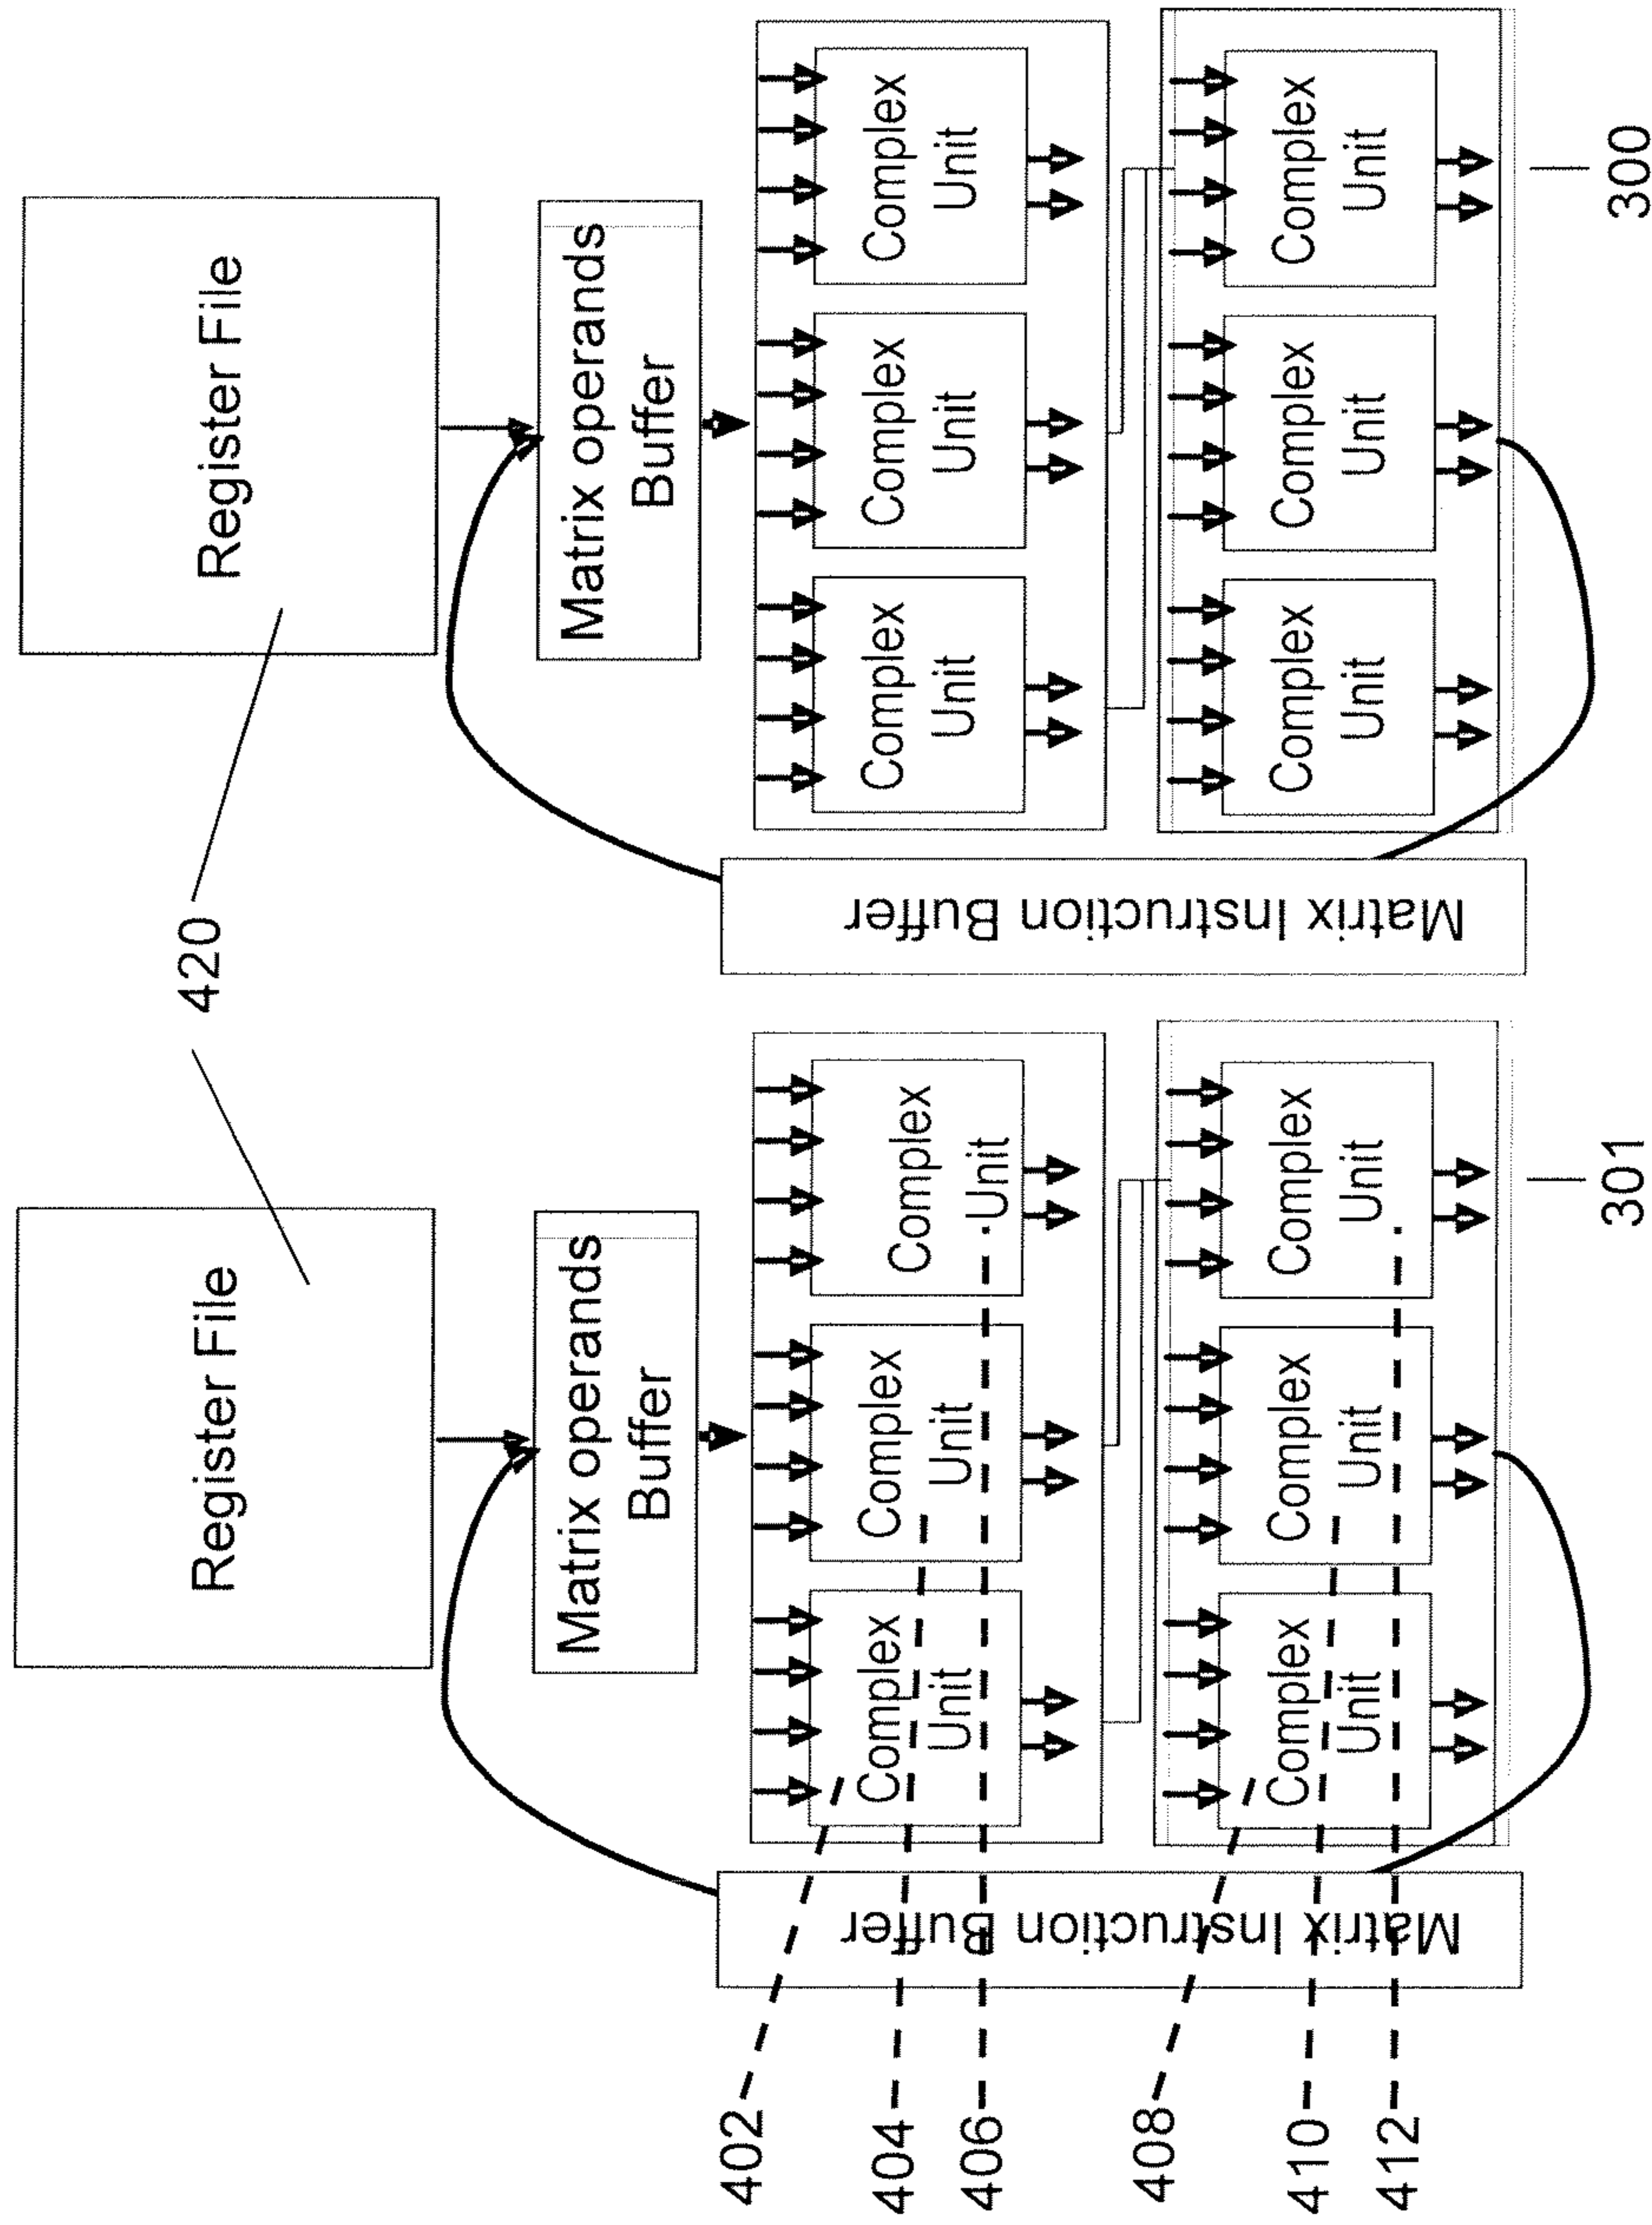 Register File
420
Register File
Matrix operands
Buffer
Matrix operands
Buffer
402
404
406
Matrix Instruction Buffer
Complex
Unit
Complex
Unit
Complex
Unit
Matrix Instruction Buffer
Complex
Unit
Complex
Unit
Complex
Unit
408
410
412
Complex
Unit
Complex
Unit
Complex
Unit
Complex
Unit
Complex
Unit
Complex
Unit
301
300